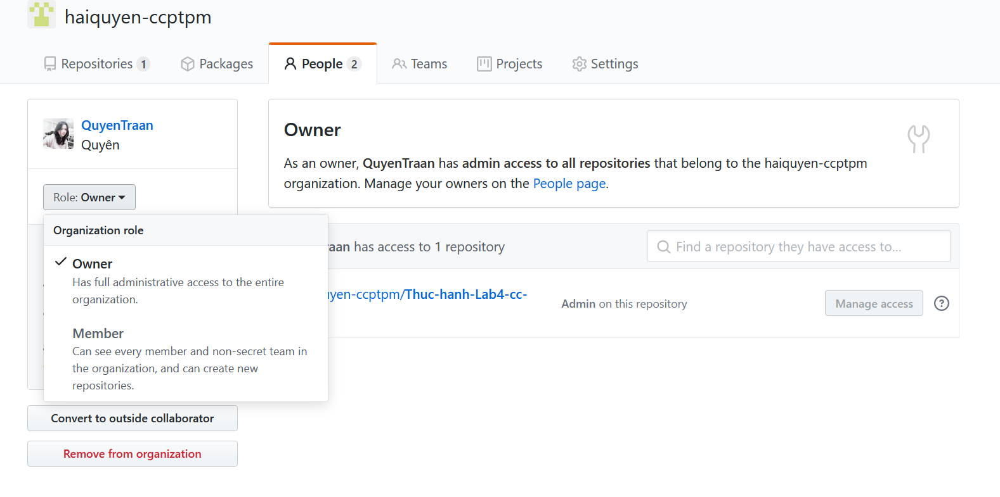 haiquyen-ccptpm
Repositories 1
Packages
People 2
Teams
Projects
Settings
QuyenTraan
Quyên
Role: Owner
Organization role
Owner
Has full administrative access to the entire
organization.
Member
Can see every member and non-secret team in
the organization, and can create new
repositories.
Convert to outside collaborator
Remove from organization
Owner
As an owner, QuyenTraan has admin access to all repositories that belong to the haiquyen-ccptpm
organization. Manage your owners on the People page.
raan has access to 1 repository
Find a repository they have access to...
uyen-ccptpm/Thuc-hanh-Lab4-cc-
Admin on this repository
Manage access